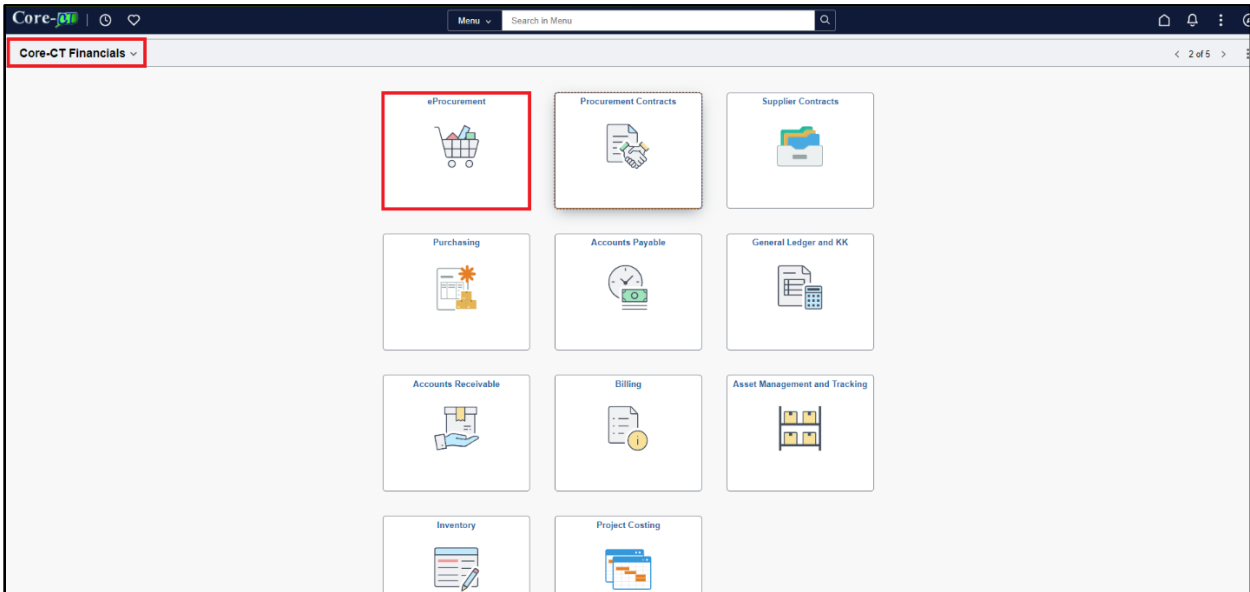 Core-CT
Menu
Search in Menu
Core-CT Financials
2 of 5
eProcurement
Procurement Contracts
Supplier Contracts
Purchasing
Accounts Payable
General Ledger and KK
Accounts Receivable
Billing
Asset Management and Tracking
Inventory
Project Costing